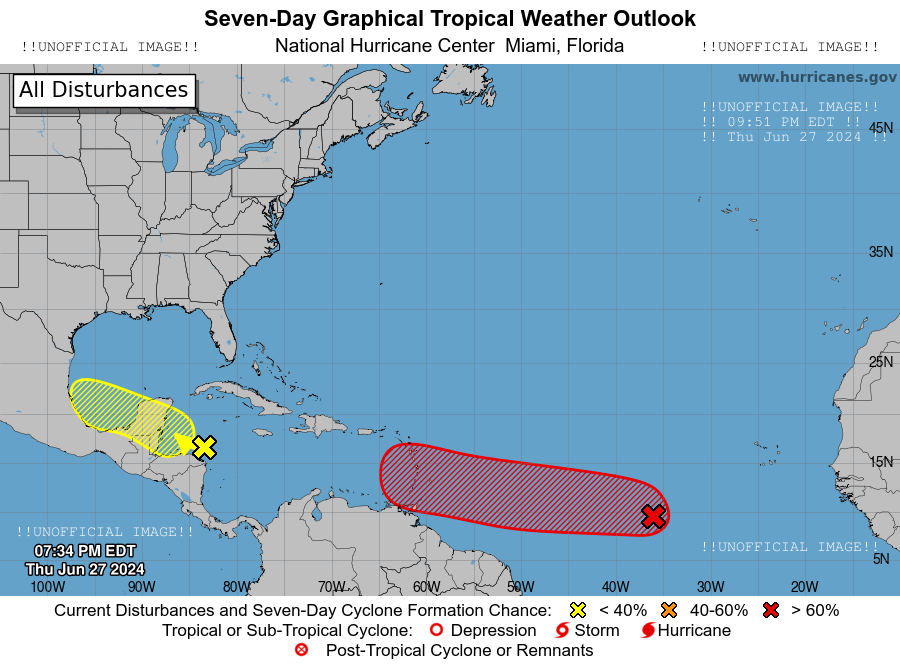 Seven-Day Graphical Tropical Weather Outlook
!!UNOFFICIAL IMAGE!! National Hurricane Center Miami, Florida !!UNOFFICIAL IMAGE!!
All Disturbances
www.hurricanes.gov
!!UNOFFICIAL IMAGE!!
!! 09:51 PM EDT !!
!! Thu Jun 27 2024 !!
45N
35N
25N
15N
5N
!!UNOFFICIAL IMAGE!!
07:34 PM EDT
Thu Jun 27 2024
!!UNOFFICIAL IMAGE!!
100W 90W 80W 70W 60W 50W 40W 30W 20W
Current Disturbances and Seven-Day Cyclone Formation Chance: < 40% 40-60% > 60%
Tropical or Sub-Tropical Cyclone: Depression Storm Hurricane
Post-Tropical Cyclone or Remnants